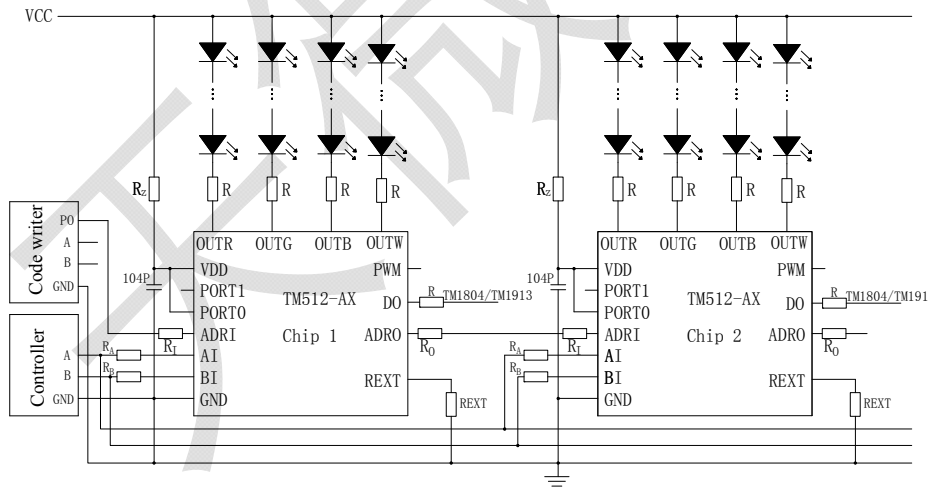 VCC
Rz R R R R Rz R R R R
Code writer
P0
A
B
GND
OUTR OUTG OUTB OUTW
VDD PWM
104P
PORT1
PORT0
TM512-AX
DO R TM1804/TM1913
Chip 1
ADRI ADRO
RI RO
AI
BI
REXT
GND
REXT
RA
RB
Controller
A
B
GND
OUTR OUTG OUTB OUTW
VDD PWM
104P
PORT1
PORT0
TM512-AX
DO R TM1804/TM191
Chip 2
ADRI ADRO
RI RO
AI
BI
REXT
GND
REXT
RA
RB